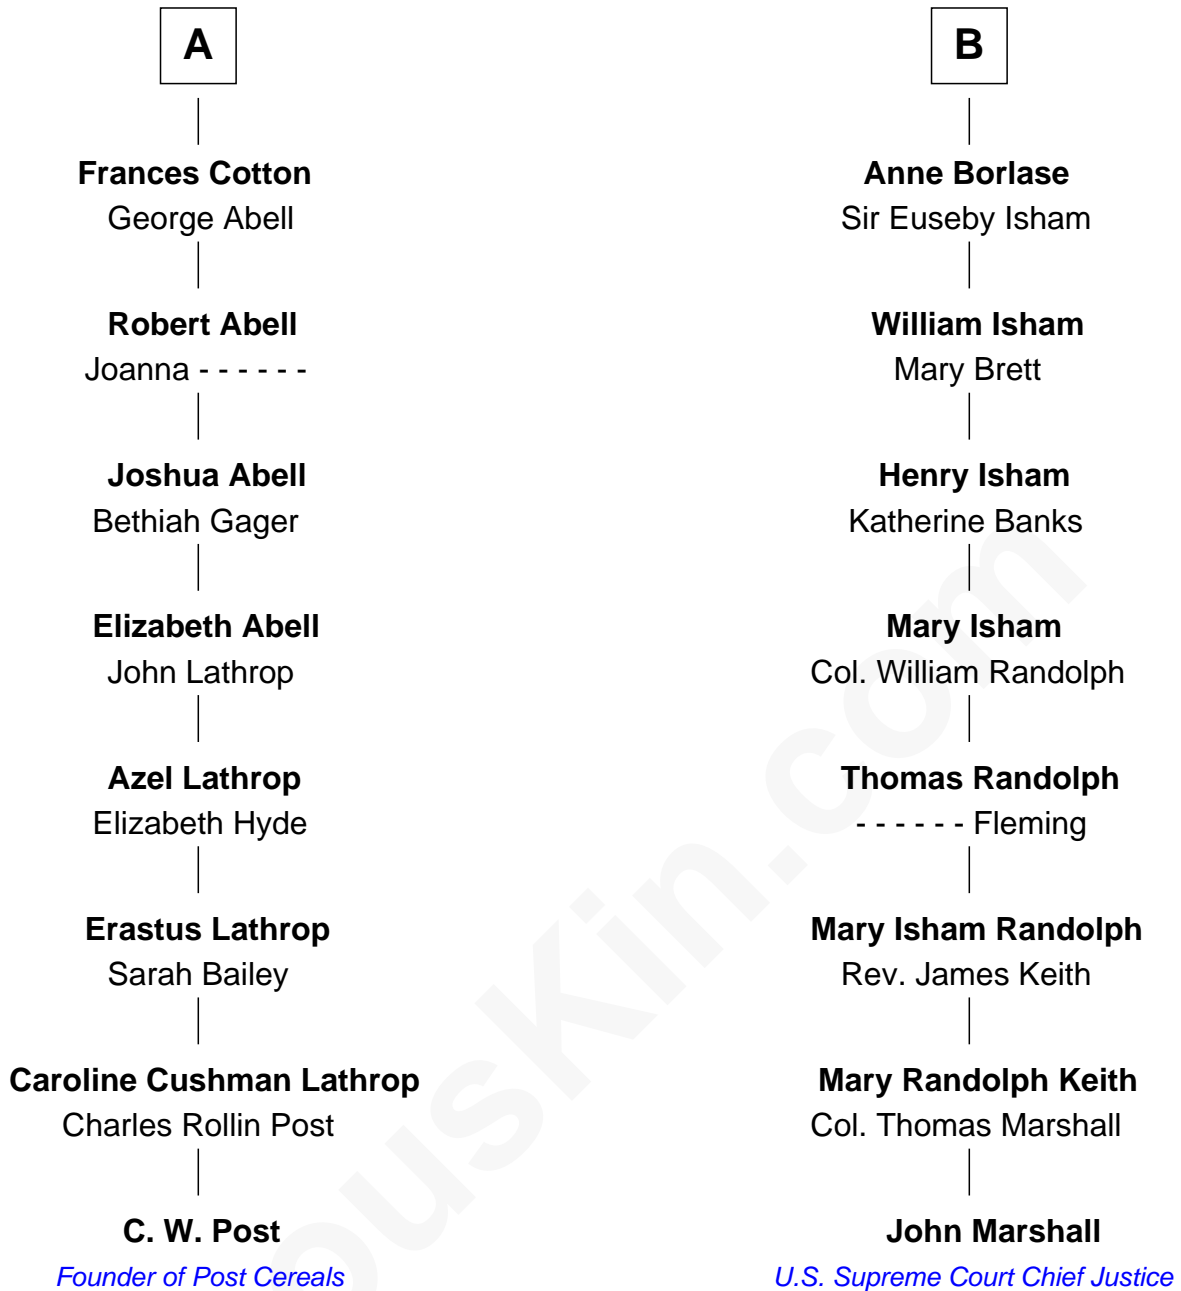 A
Frances Cotton
George Abell
Robert Abell
Joanna - - - - - -
Joshua Abell
Bethiah Gager
Elizabeth Abell
John Lathrop
Azel Lathrop
Elizabeth Hyde
Erastus Lathrop
Sarah Bailey
Caroline Cushman Lathrop
Charles Rollin Post
C. W. Post
Founder of Post Cereals
B
Anne Borlase
Sir Euseby Isham
William Isham
Mary Brett
Henry Isham
Katherine Banks
Mary Isham
Col. William Randolph
Thomas Randolph
- - - - - - Fleming
Mary Isham Randolph
Rev. James Keith
Mary Randolph Keith
Col. Thomas Marshall
John Marshall
U.S. Supreme Court Chief Justice
ousKin.com